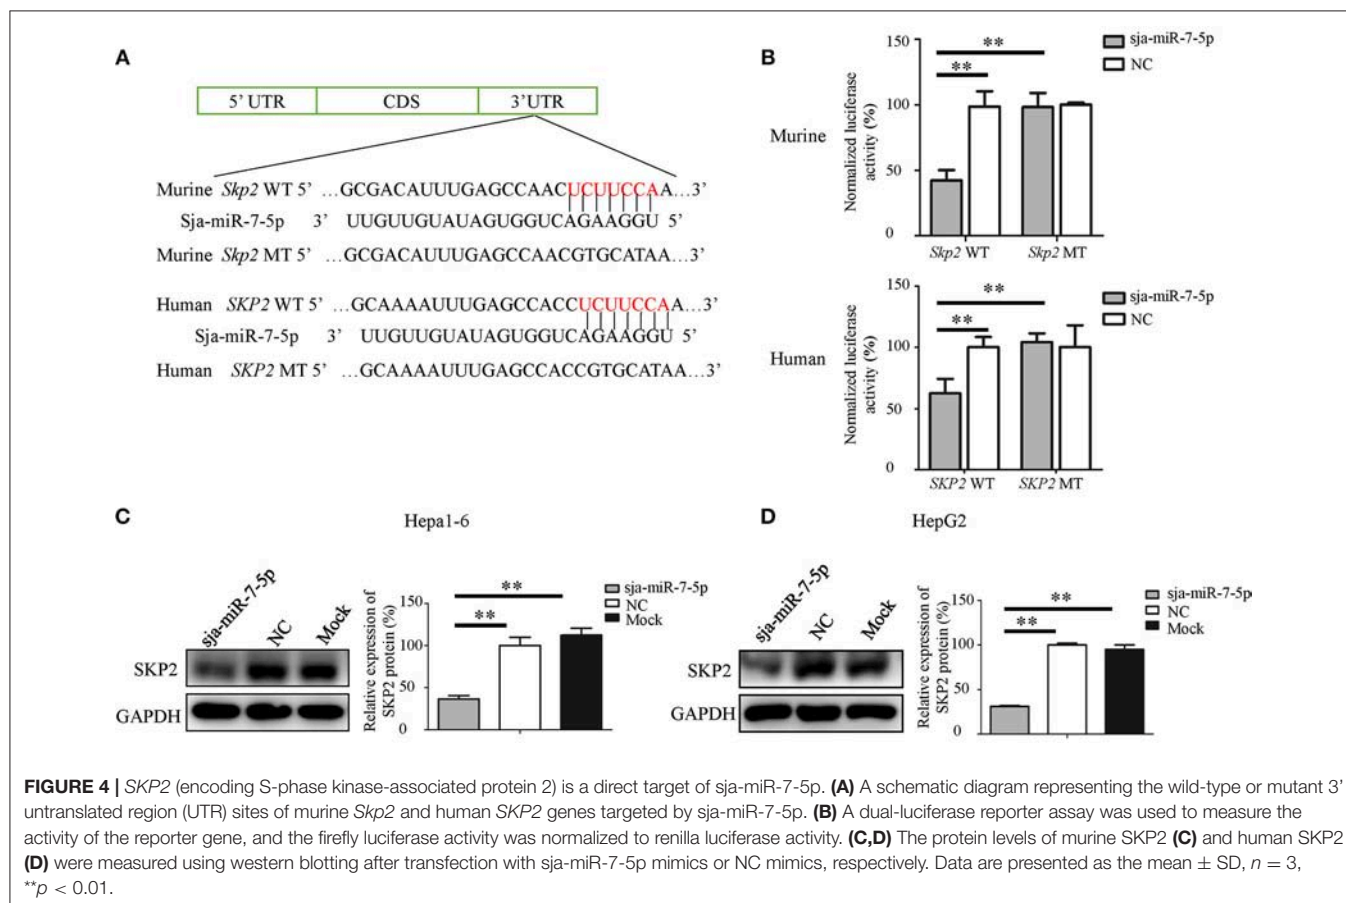 A
5' UTR CDS 3'UTR
Murine Skp2 WT 5' …GCGACAUUUGAGCCAACUCUUCCAA…3'
Sja-miR-7-5p 3' UUGUUGUAUAGUGGUCAGAAGGU 5'
Murine Skp2 MT 5' …GCGACAUUUGAGCCAACGTGCATAA…3'
Human SKP2 WT 5' …GCAAAAUUUGAGCCACCUCUUCCAA…3'
Sja-miR-7-5p 3' UUGUUGUAUAGUGGUCAGAAGGU 5'
Human SKP2 MT 5' …GCAAAAUUUGAGCCACCGTGCATAA…3'
B
Murine
Normalized luciferase
activity (%)
150
100
50
0
**
**
Skp2 WT Skp2 MT
sja-miR-7-5p
NC
Human
Normalized luciferase
activity (%)
150
100
50
0
**
**
SKP2 WT SKP2 MT
sja-miR-7-5p
NC
C
Hepa1-6
sja-miR-7-5p NC Mock
SKP2
GAPDH
Relative expression of
SKP2 protein (%)
150
100
50
0
**
**
sja-miR-7-5p
NC
Mock
D
HepG2
sja-miR-7-5p NC Mock
SKP2
GAPDH
Relative expression of
SKP2 protein (%)
150
100
50
0
**
**
sja-miR-7-5p
NC
Mock
FIGURE 4 | SKP2 (encoding S-phase kinase-associated protein 2) is a direct target of sja-miR-7-5p. (A) A schematic diagram representing the wild-type or mutant 3'
untranslated region (UTR) sites of murine Skp2 and human SKP2 genes targeted by sja-miR-7-5p. (B) A dual-luciferase reporter assay was used to measure the
activity of the reporter gene, and the firefly luciferase activity was normalized to renilla luciferase activity. (C,D) The protein levels of murine SKP2 (C) and human SKP2
(D) were measured using western blotting after transfection with sja-miR-7-5p mimics or NC mimics, respectively. Data are presented as the mean ± SD, n = 3,
**p < 0.01.